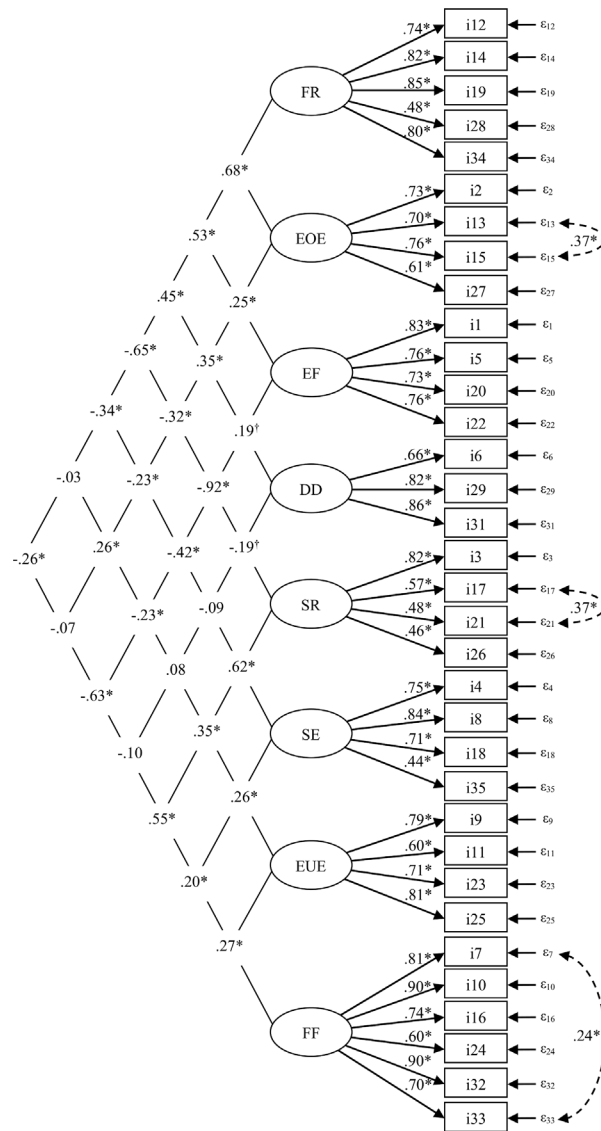 .74* i12 ε12
.82* i14 ε14
FR .85* i19 ε19
.48* i28 ε28
.80* i34 ε34
.68*
.73* i2 ε2
.53* EOE .70* i13 ε13
.76* i15 ε15 .37*
.61* i27 ε27
.45* .25*
.83* i1 ε1
-.65* .35* EF .76* i5 ε5
.73* i20 ε20
.76* i22 ε22
-.34* -.32* .19†
.66* i6 ε6
-.03 -.23* -.92* DD .82* i29 ε29
.86* i31 ε31
-.26* .26* -.42* -.19†
.82* i3 ε3
-.07 -.23* -.09 SR .57* i17 ε17
.48* i21 ε21 .37*
.46* i26 ε26
-.63* .08 .62*
.75* i4 ε4
-.10 .35* SE .84* i8 ε8
.71* i18 ε18
.44* i35 ε35
.55* .26*
.79* i9 ε9
.20* EUE .60* i11 ε11
.71* i23 ε23
.81* i25 ε25
.27*
.81* i7 ε7
.90* i10 ε10
FF .74* i16 ε16
.60* i24 ε24 .24*
.90* i32 ε32
.70* i33 ε33